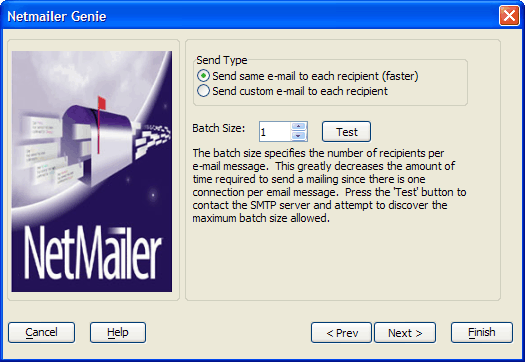 Netmailer Genie
NetMailer
Send Type
Send same e-mail to each recipient (faster)
Send custom e-mail to each recipient
Batch Size: 1 Test
The batch size specifies the number of recipients per
e-mail message. This greatly decreases the amount of
time required to send a mailing since there is one
connection per email message. Press the 'Test' button to
contact the SMTP server and attempt to discover the
maximum batch size allowed.
Cancel Help < Prev Next > Finish